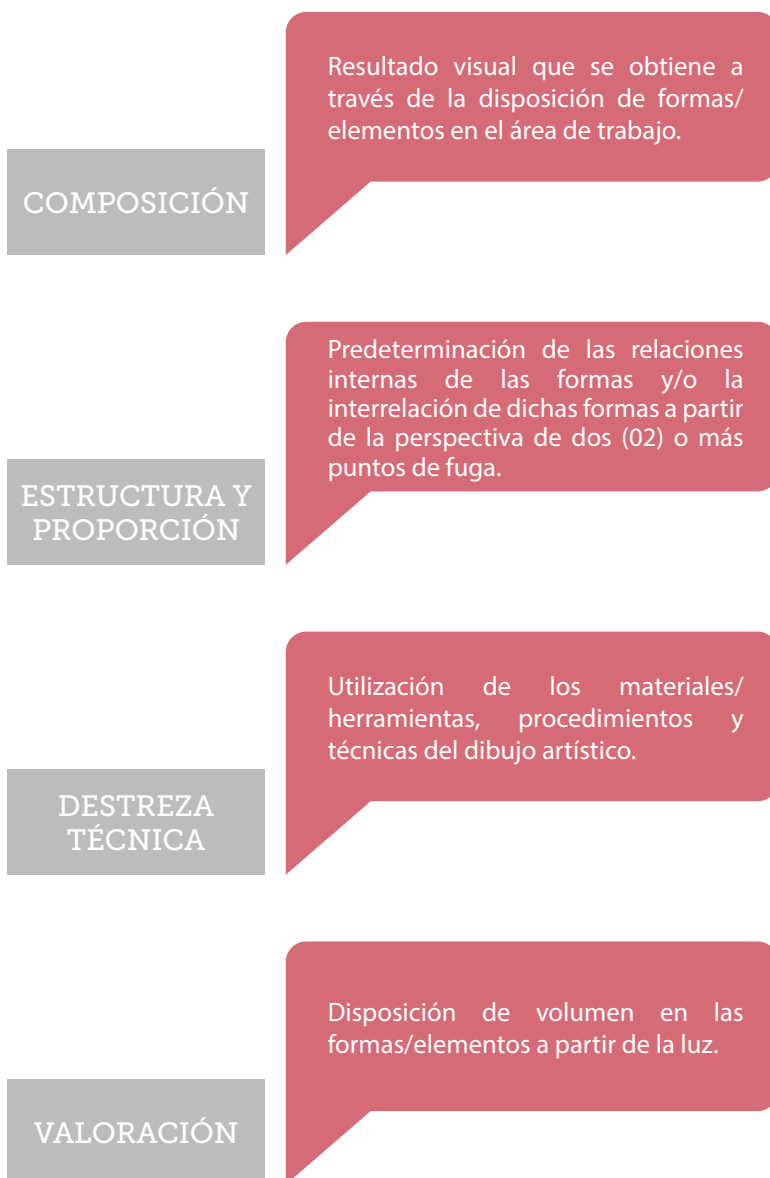 Resultado visual que se obtiene a
través de la disposición de formas/
elementos en el área de trabajo.
COMPOSICIÓN
Predeterminación de las relaciones
internas de las formas y/o la
interrelación de dichas formas a partir
de la perspectiva de dos (02) o más
puntos de fuga.
ESTRUCTURA Y
PROPORCIÓN
Utilización de los materiales/
herramientas, procedimientos y
técnicas del dibujo artístico.
DESTREZA
TÉCNICA
Disposición de volumen en las
formas/elementos a partir de la luz.
VALORACIÓN